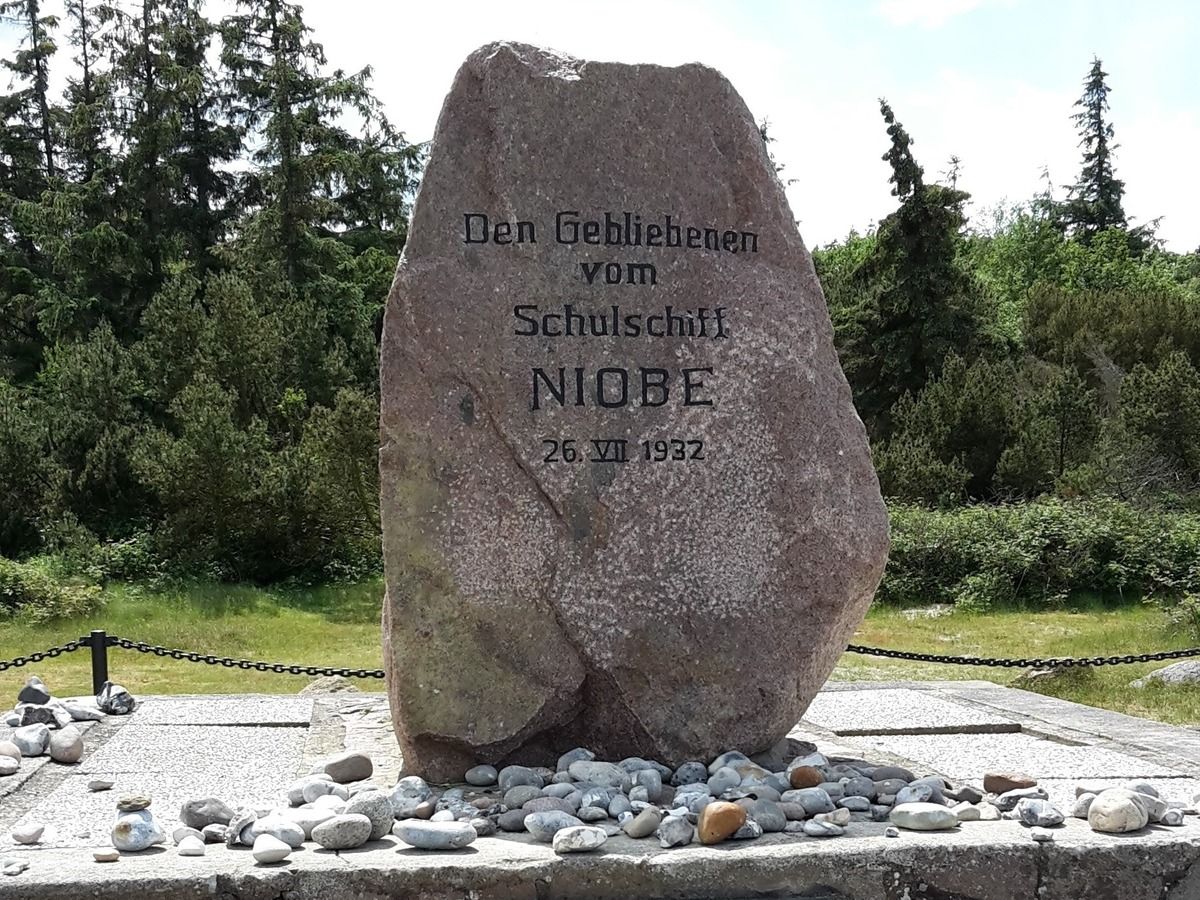 Den Gebliebenen
vom
Schulschiff
NIOBE
26. VII 1932